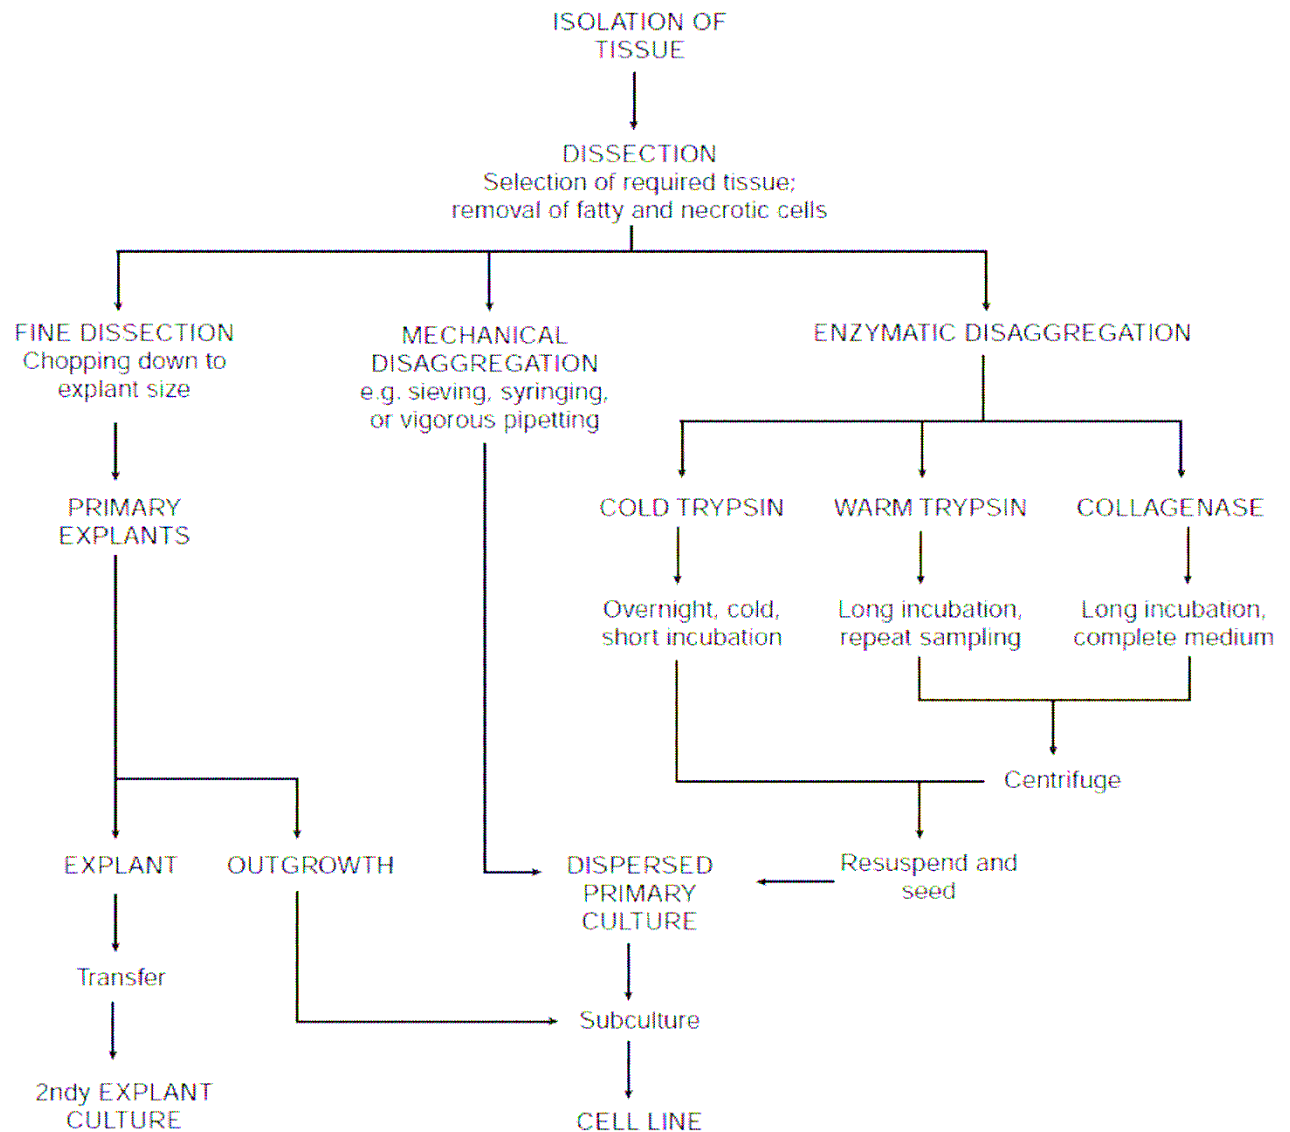 ISOLATION OF
TISSUE
DISSECTION
Selection of required tissue;
removal of fatty and necrotic cells
FINE DISSECTION
Chopping down to
explant size
MECHANICAL
DISAGGREGATION
e.g. sieving, syringing,
or vigorous pipetting
ENZYMATIC DISAGGREGATION
PRIMARY
EXPLANTS
COLD TRYPSIN
WARM TRYPSIN
COLLAGENASE
Overnight, cold,
short incubation
Long incubation,
repeat sampling
Long incubation,
complete medium
Centrifuge
EXPLANT
OUTGROWTH
DISPERSED
PRIMARY
CULTURE
Resuspend and
seed
Transfer
Subculture
2ndy EXPLANT
CULTURE
CELL LINE